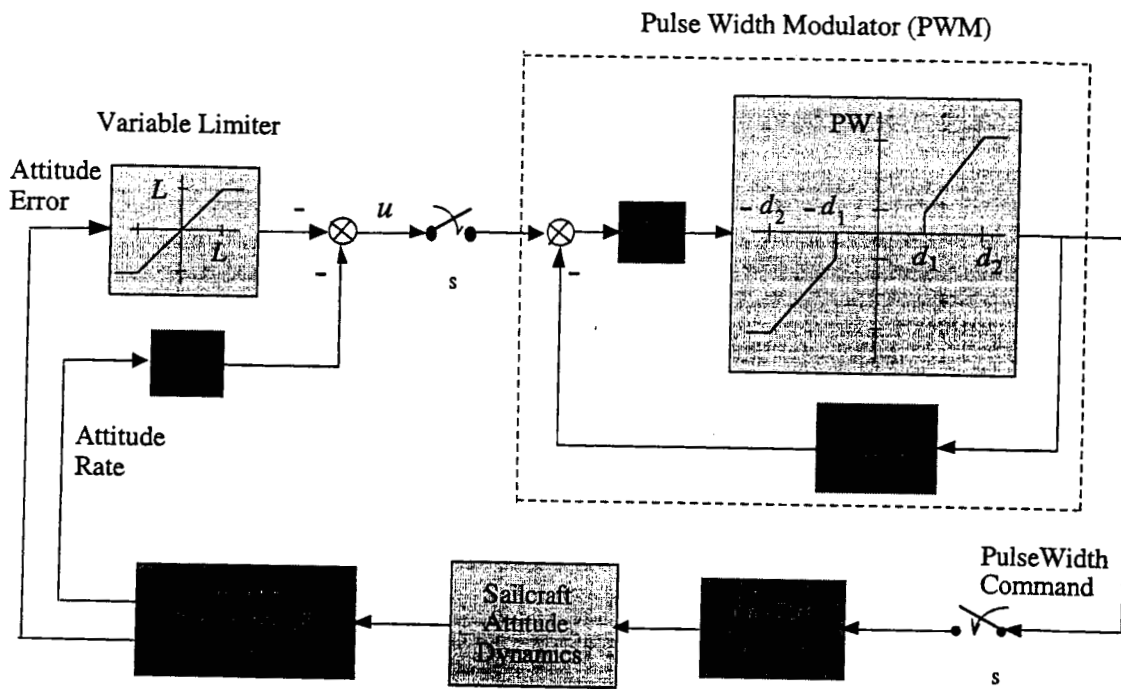 Pulse Width Modulator (PWM)
Variable Limiter
Attitude
Error
L
L
-
-
u
s
-
PW
- d2
- d1
d1
d2
Attitude
Rate
Sailcraft
Attitude
Dynamics
PulseWidth
Command
s